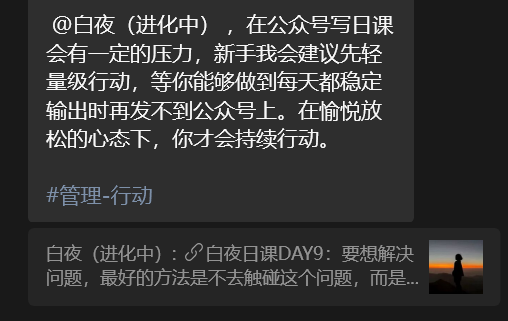 @白夜（进化中），在公众号写日课
会有一定的压力，新手我会建议先轻
量级行动，等你能够做到每天都稳定
输出时再发不到公众号上。在愉悦放
松的心态下，你才会持续行动。
#管理-行动
白夜（进化中）：白夜日课DAY9：要想解决
问题，最好的方法是不去触碰这个问题，而是...